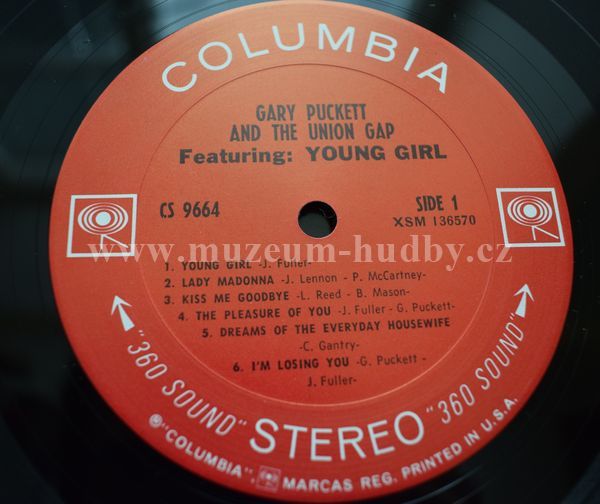 COLUMBIA
GARY PUCKETT
AND THE UNION GAP
Featuring: YOUNG GIRL
CS 9664
SIDE 1
XSM 136570
www.muzeum-hudby.cz
1. YOUNG GIRL -J. Fuller-
2. LADY MADONNA -J. Lennon - P. McCartney-
3. KISS ME GOODBYE -L. Reed - B. Mason-
4. THE PLEASURE OF YOU -J. Fuller - G. Puckett-
5. DREAMS OF THE EVERYDAY HOUSEWIFE
-C. Gantry-
6. I'M LOSING YOU -G. Puckett -
J. Fuller-
"360 SOUND" STEREO "360 SOUND"
℗"COLUMBIA", MARCAS REG. PRINTED IN U.S.A.